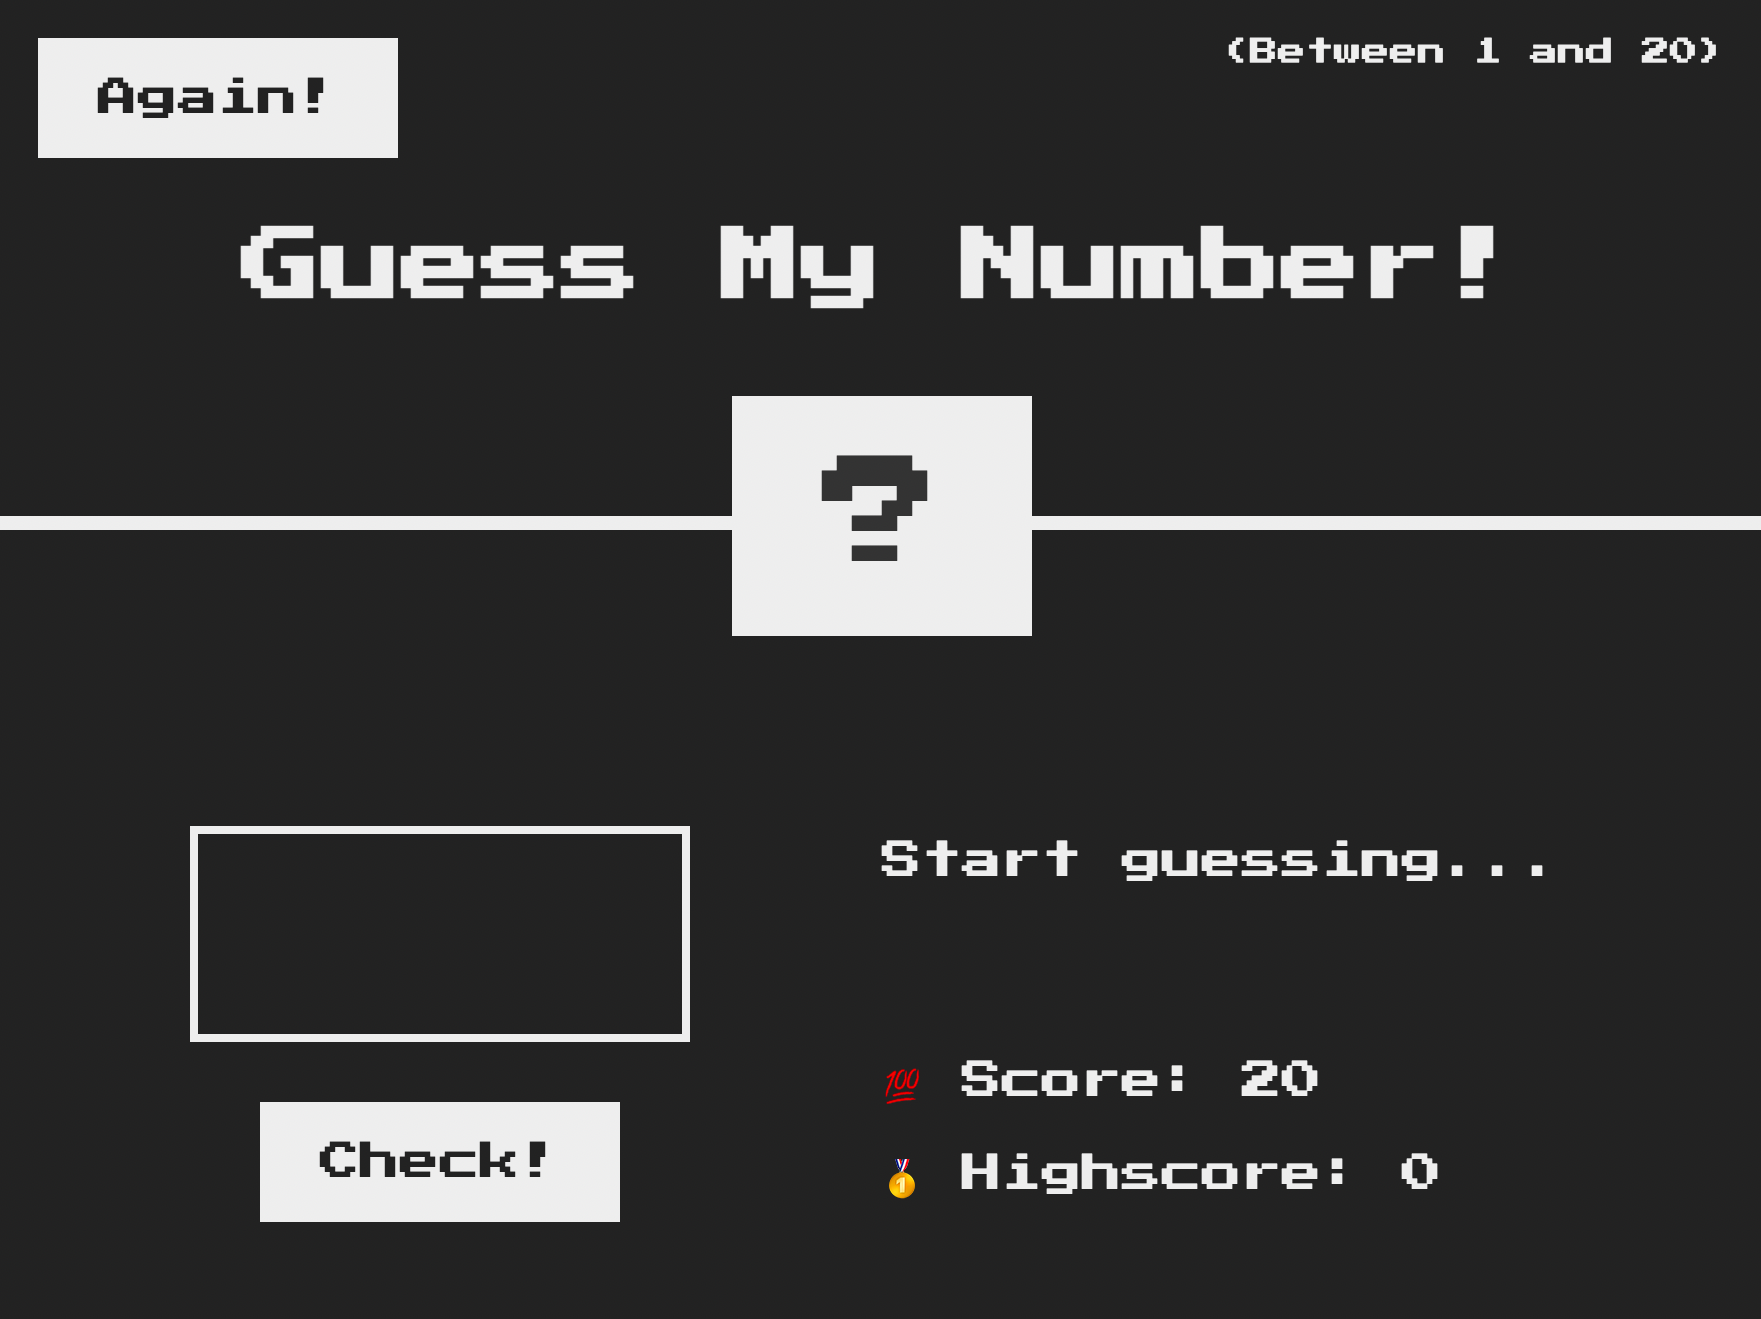 Again!
(Between 1 and 20)
Guess My Number!
?
Start guessing...
💯 Score: 20
🥇 Highscore: 0
Check!